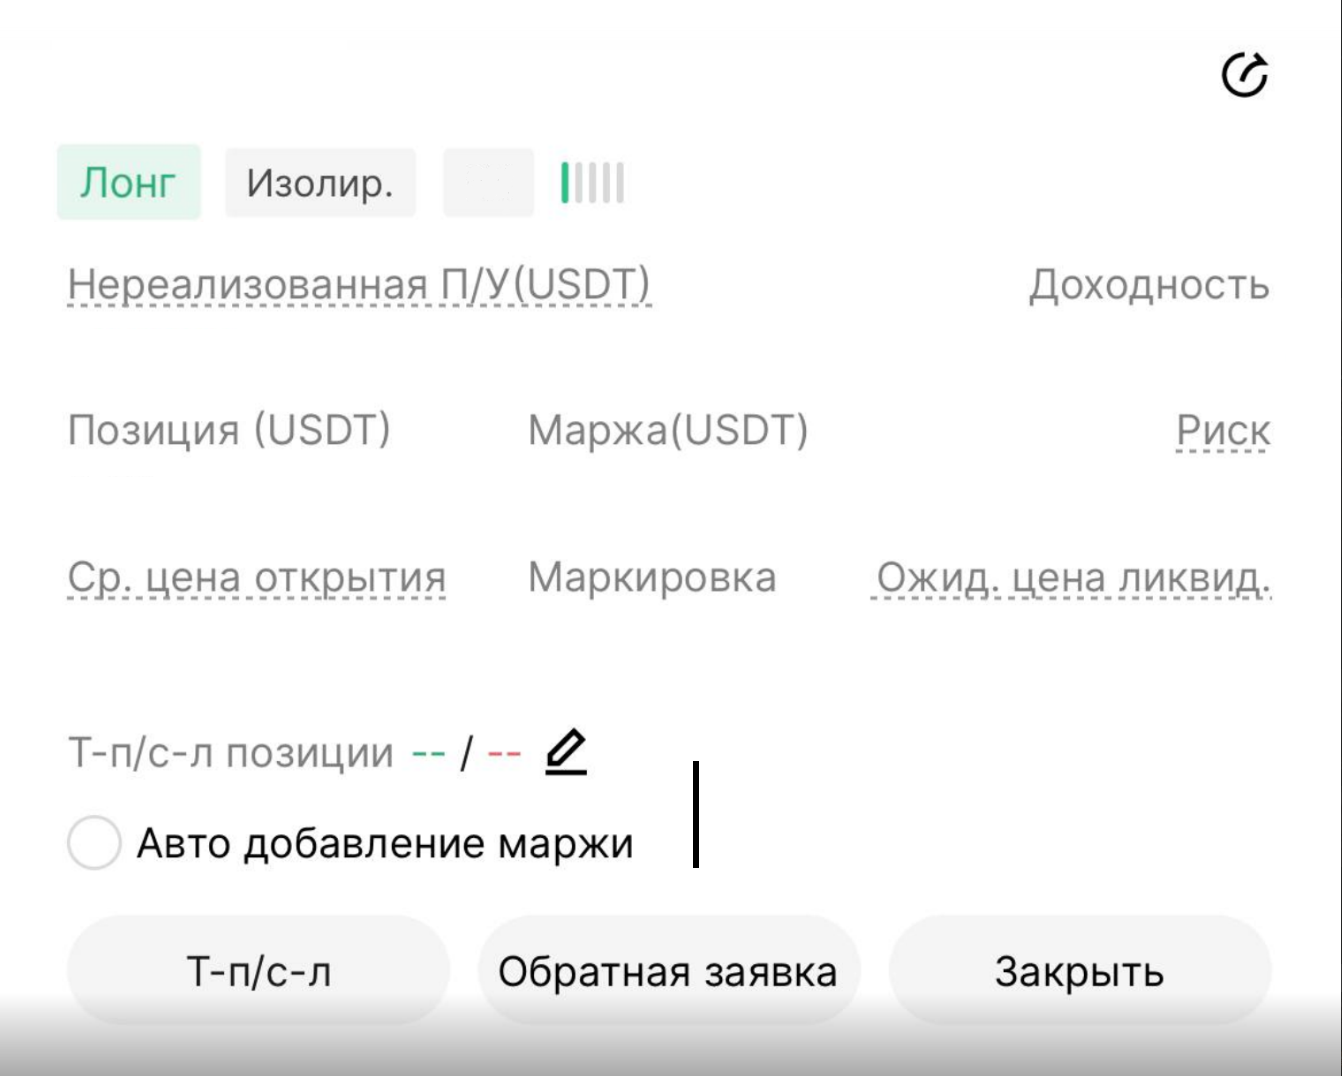 Лонг Изолир.
Нереализованная П/У(USDT) Доходность
Позиция (USDT) Маржа(USDT) Риск
Ср. цена открытия Маркировка Ожид. цена ликвид.
Т-п/с-л позиции -- / --
Авто добавление маржи
Т-п/с-л Обратная заявка Закрыть